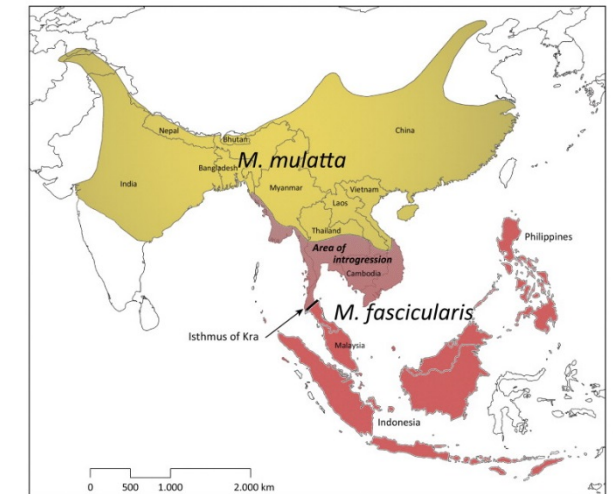 Nepal
Bhutan
China
Bangladesh
M. mulatta
India
Myanmar
Vietnam
Laos
Thailand
Area of
introgression
Cambodia
Philippines
M. fascicularis
Isthmus of Kra
Malaysia
Indonesia
0 500 1.000 2.000 km